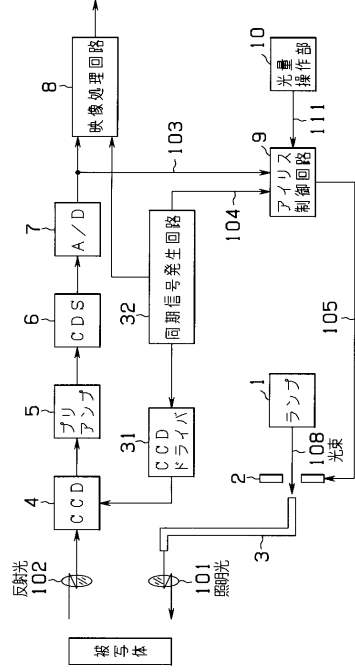 8
映像処理回路
10
光量
操作部
103
111
7
A/D
9
アイリス
制御回路
104
6
CDS
同期信号発生回路
32
105
5
プリ
アンプ
31
CCD
ドライバ
1
ランプ
4
CCD
2
108
光束
反射光
102
101
照明光
3
被写体